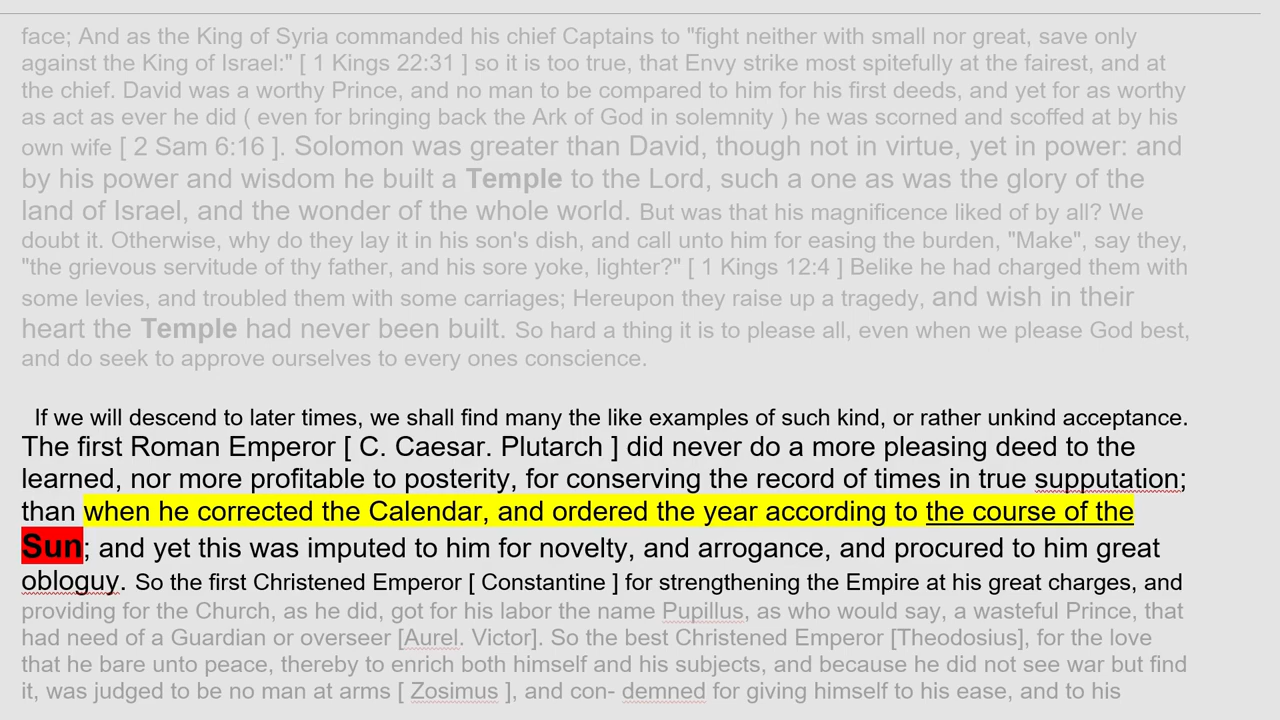 face; And as the King of Syria commanded his chief Captains to "fight neither with small nor great, save only
against the King of Israel:" [ 1 Kings 22:31 ] so it is too true, that Envy strike most spitefully at the fairest, and at
the chief. David was a worthy Prince, and no man to be compared to him for his first deeds, and yet for as worthy
as act as ever he did ( even for bringing back the Ark of God in solemnity ) he was scorned and scoffed at by his
own wife [ 2 Sam 6:16 ]. Solomon was greater than David, though not in virtue, yet in power: and
by his power and wisdom he built a Temple to the Lord, such a one as was the glory of the
land of Israel, and the wonder of the whole world. But was that his magnificence liked of by all? We
doubt it. Otherwise, why do they lay it in his son's dish, and call unto him for easing the burden, "Make", say they,
"the grievous servitude of thy father, and his sore yoke, lighter?" [ 1 Kings 12:4 ] Belike he had charged them with
some levies, and troubled them with some carriages; Hereupon they raise up a tragedy, and wish in their
heart the Temple had never been built. So hard a thing it is to please all, even when we please God best,
and do seek to approve ourselves to every ones conscience.
If we will descend to later times, we shall find many the like examples of such kind, or rather unkind acceptance.
The first Roman Emperor [ C. Caesar. Plutarch ] did never do a more pleasing deed to the
learned, nor more profitable to posterity, for conserving the record of times in true supputation;
than when he corrected the Calendar, and ordered the year according to the course of the
Sun; and yet this was imputed to him for novelty, and arrogance, and procured to him great
obloguy. So the first Christened Emperor [ Constantine ] for strengthening the Empire at his great charges, and
providing for the Church, as he did, got for his labor the name Pupillus, as who would say, a wasteful Prince, that
had need of a Guardian or overseer [Aurel. Victor]. So the best Christened Emperor [Theodosius], for the love
that he bare unto peace, thereby to enrich both himself and his subjects, and because he did not see war but find
it, was judged to be no man at arms [ Zosimus ], and con- demned for giving himself to his ease, and to his